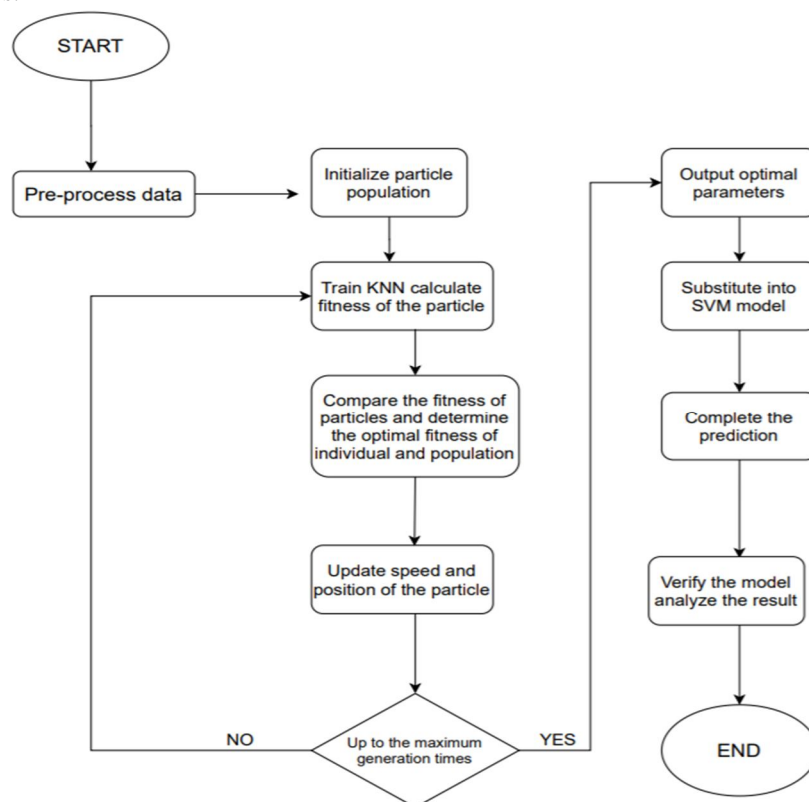 START
Pre-process data
Initialize particle
population
Train KNN calculate
fitness of the particle
Compare the fitness of
particles and determine
the optimal fitness of
individual and population
Update speed and
position of the particle
Up to the maximum
generation times
NO
YES
Output optimal
parameters
Substitute into
SVM model
Complete the
prediction
Verify the model
analyze the result
END